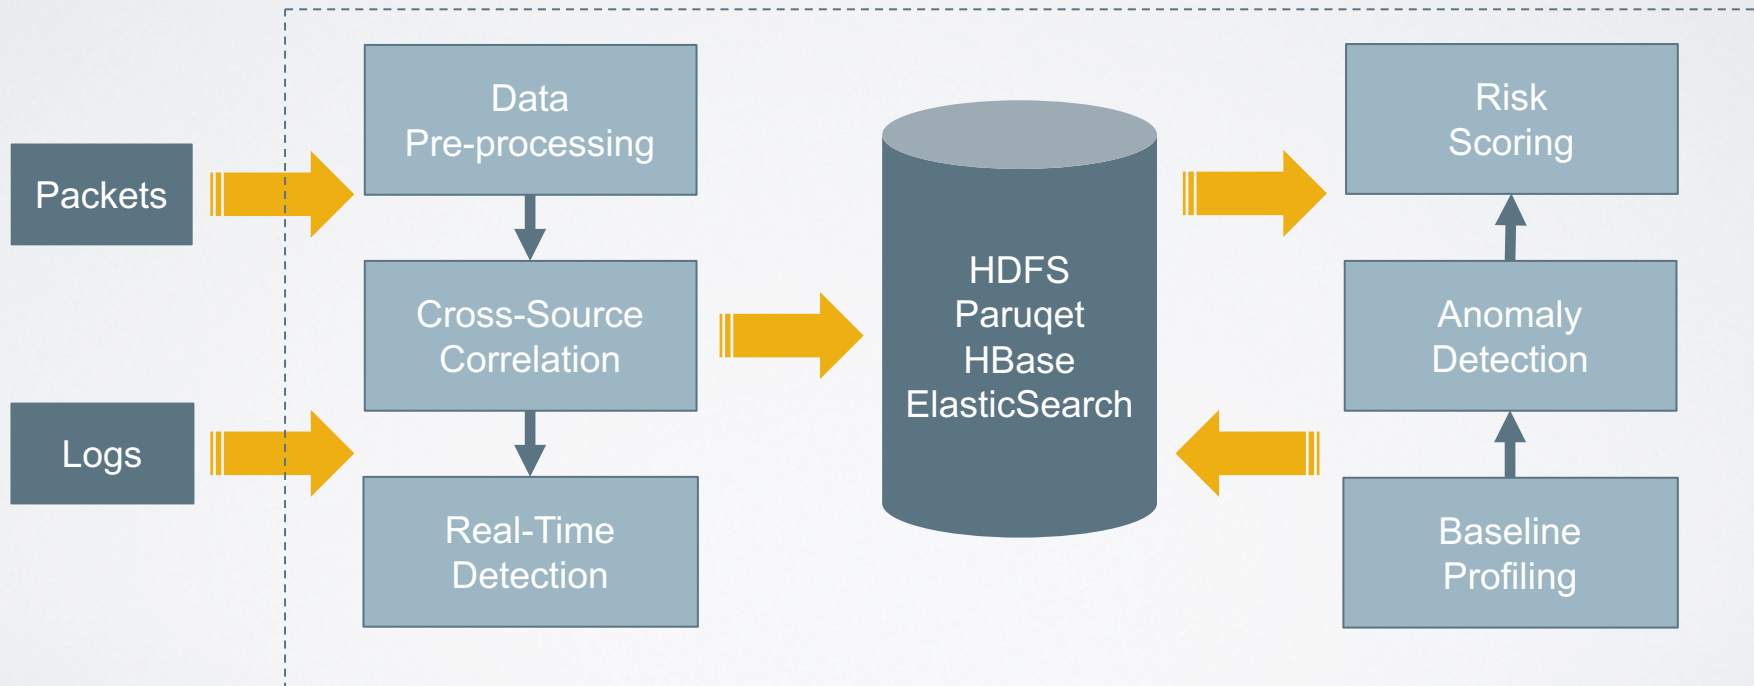 Packets
Logs
Data
Pre-processing
Cross-Source
Correlation
Real-Time
Detection
HDFS
Paruqet
HBase
ElasticSearch
Risk
Scoring
Anomaly
Detection
Baseline
Profiling